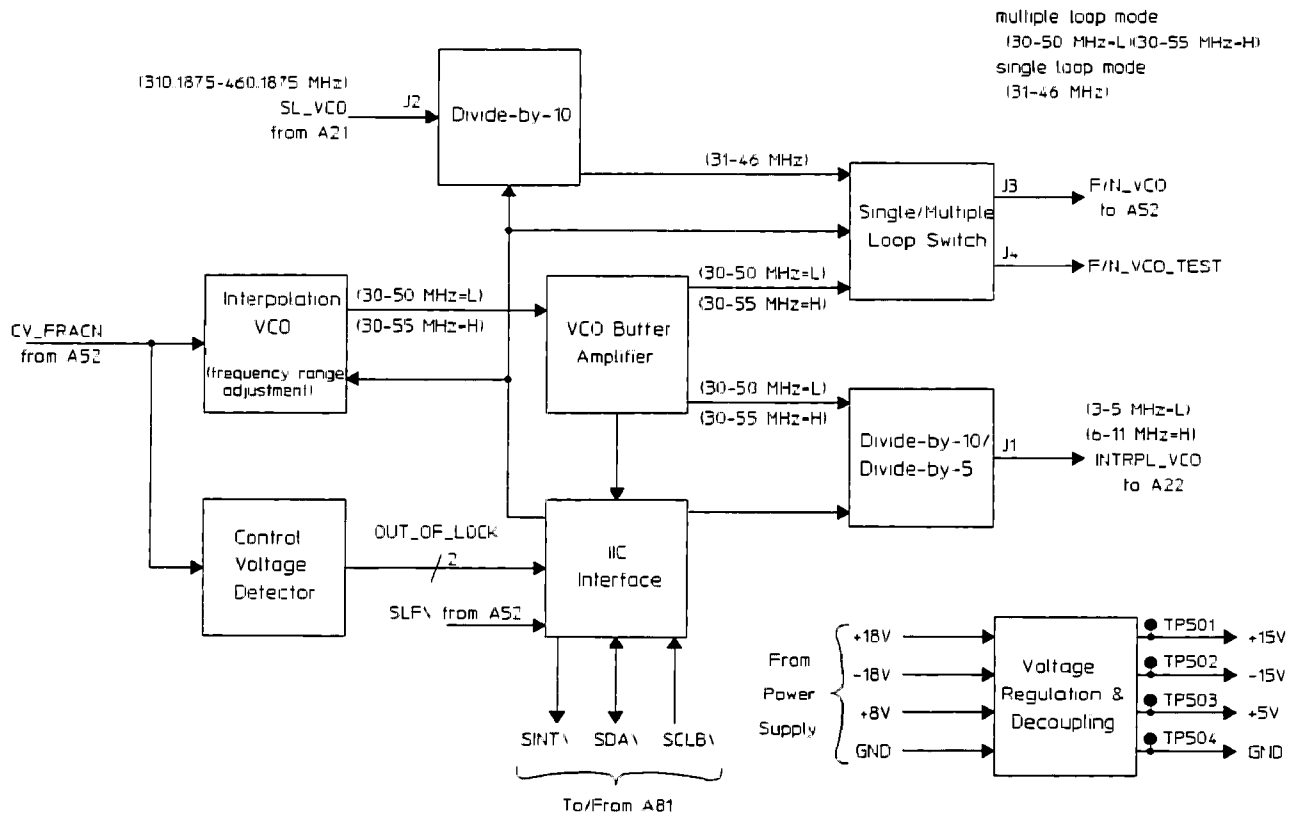 multiple loop mode
(30-50 MHz=L)(30-55 MHz=H)
single loop mode
(31-46 MHz)
(310.1875-460.1875 MHz)
SL_VCO
from A21
J2
Divide-by-10
(31-46 MHz)
Single/Multiple
Loop Switch
J3
F/N_VCO
to A52
J4
F/N_VCO_TEST
CV_FRACN
from A52
Interpolation
VCO
(frequency range
adjustment)
(30-50 MHz=L)
(30-55 MHz=H)
VCO Buffer
Amplifier
(30-50 MHz=L)
(30-55 MHz=H)
(30-50 MHz=L)
(30-55 MHz=H)
Divide-by-10/
Divide-by-5
J1
(3-5 MHz=L)
(6-11 MHz=H)
INTRPL_VCO
to A22
Control
Voltage
Detector
OUT_OF_LOCK
2
SLF\ from A52
IIC
Interface
SINT\ SDA\ SCLB\
To/From A81
From
Power
Supply
+18V
-18V
+8V
GND
Voltage
Regulation &
Decoupling
TP501
+15V
TP502
-15V
TP503
+5V
TP504
GND